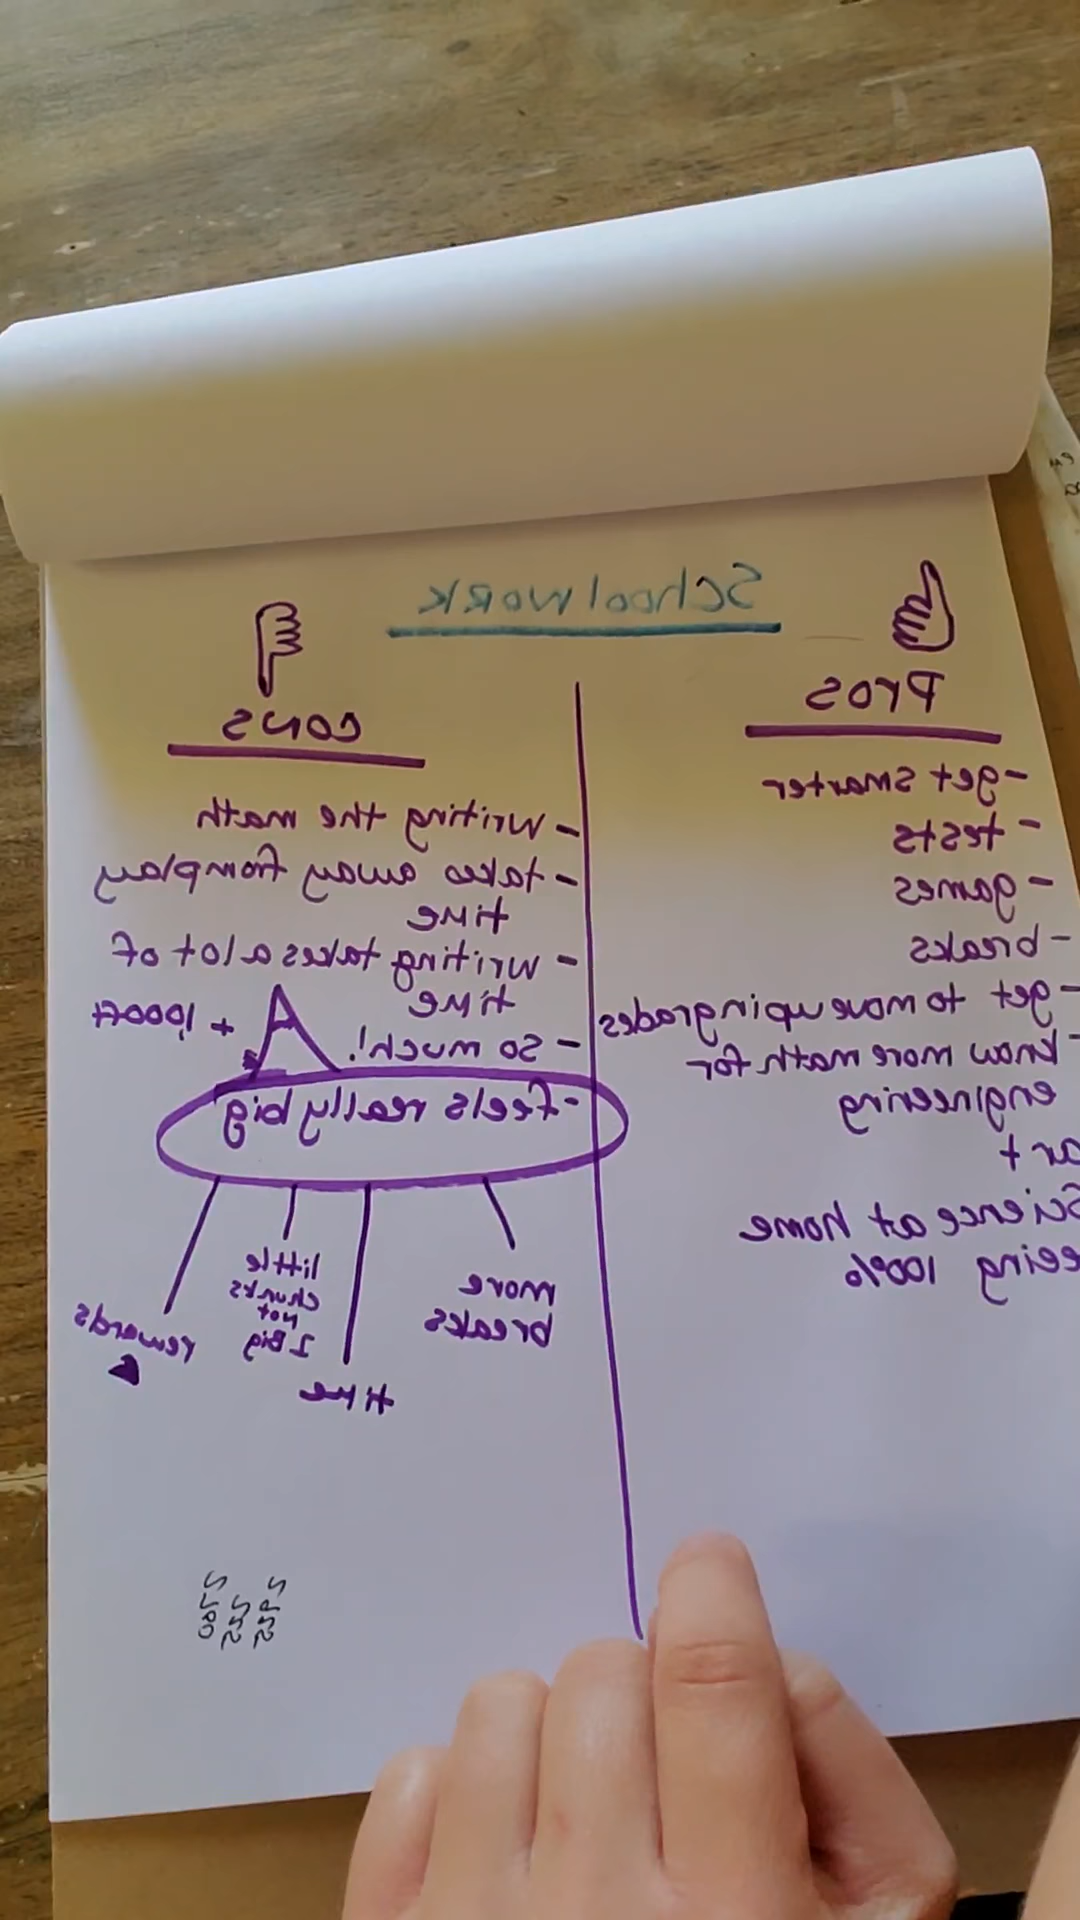 Schoolwork
Pros
-get smarter
- tests
- games
- breaks
- get to move up in grades
- know more math for
engineering
art
Science at home
eeing 100%
cons
- writing the math
- takes away from play
time
- writing takes a lot of
time
- so much!
A + 1000ft
- feels really big
more
breaks
time
little
chunks
not
1 Big
rewards